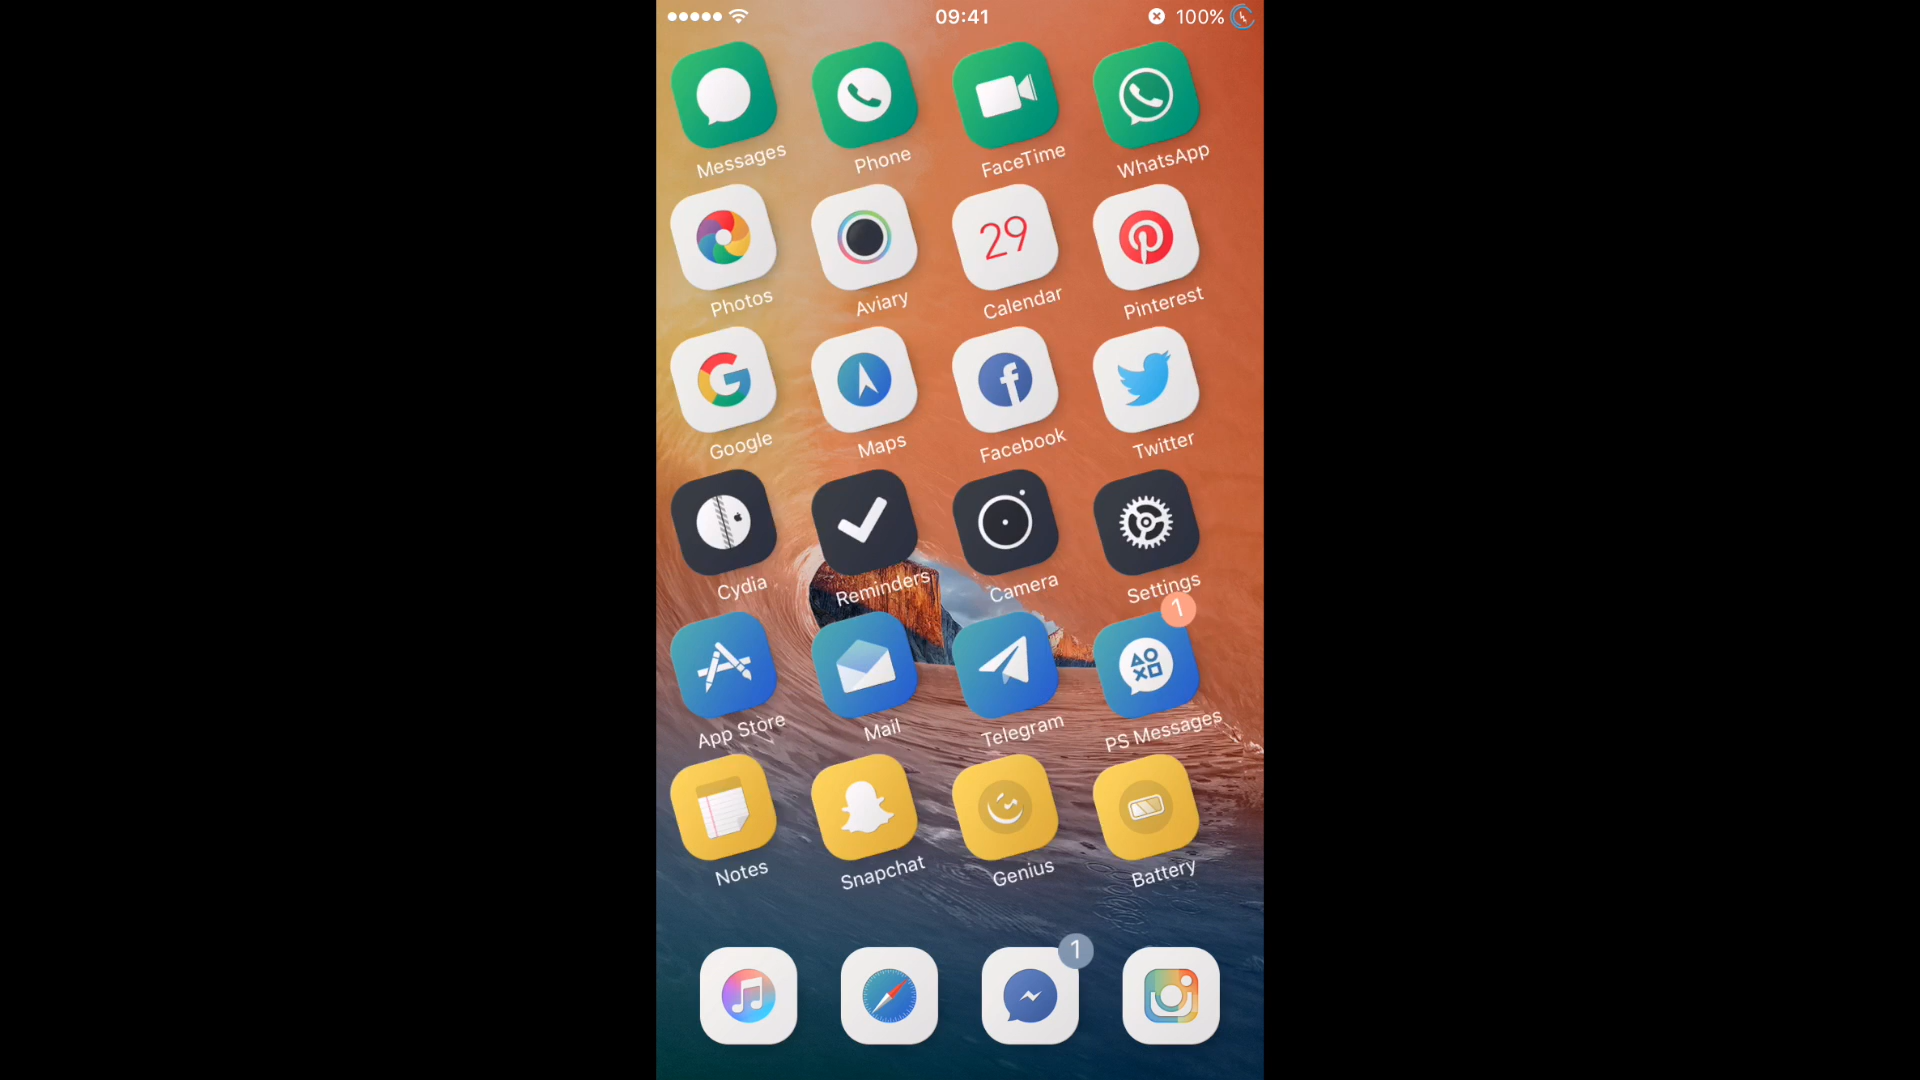 09:41 100%
Messages Phone FaceTime WhatsApp
29
Photos Aviary Calendar Pinterest
Google Maps Facebook Twitter
Cydia Reminders Camera Settings
1
App Store Mail Telegram PS Messages
Notes Snapchat Genius Battery
1